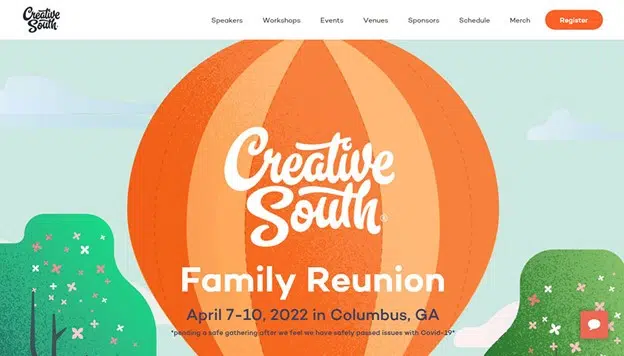 Creative South
Speakers Workshops Events Venues Sponsors Schedule Merch Register
Creative
South®
Family Reunion
April 7-10, 2022 in Columbus, GA
*pending a safe gathering after we feel we have safely passed issues with Covid-19*